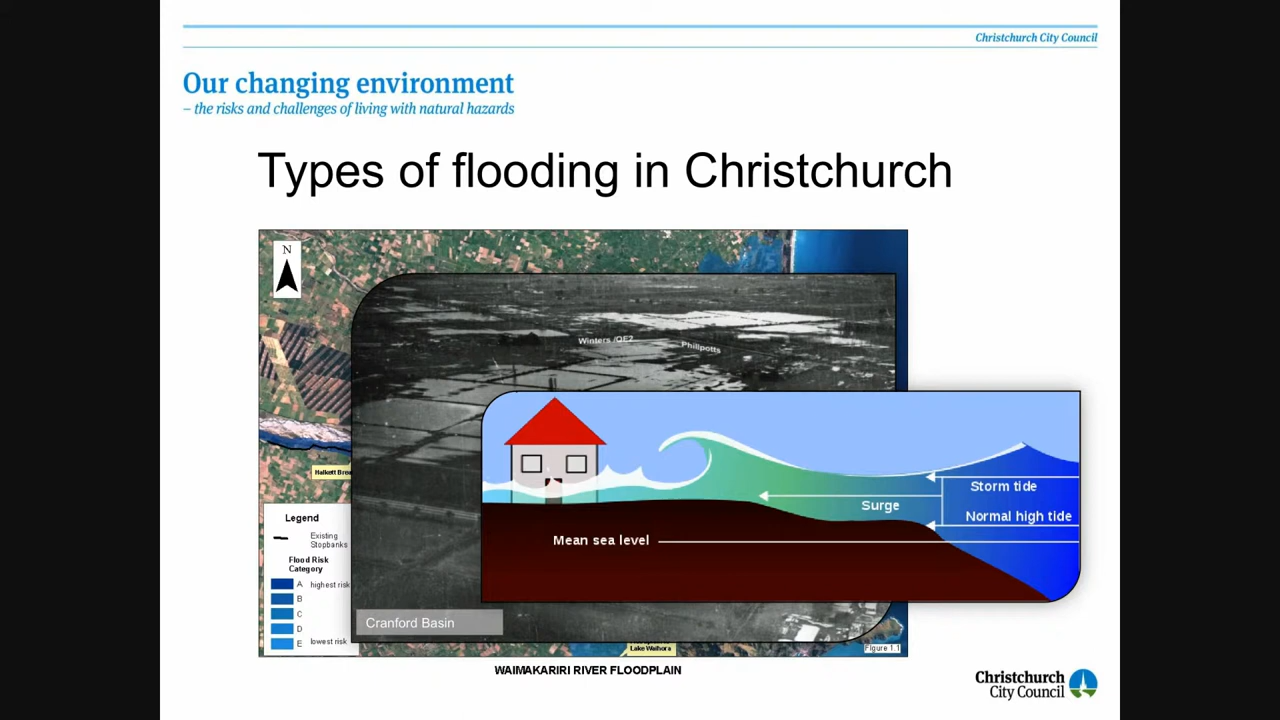 Christchurch City Council
Our changing environment
– the risks and challenges of living with natural hazards
Types of flooding in Christchurch
N
Winters /QE2
Philpotts
Halkett Brea
Storm tide
Surge
Normal high tide
Mean sea level
Legend
Existing
Stopbanks
Flood Risk
Category
A highest risk
B
C
D
E lowest risk
Cranford Basin
Lake Waihora
Figure 1.1
WAIMAKARIRI RIVER FLOODPLAIN
Christchurch
City Council